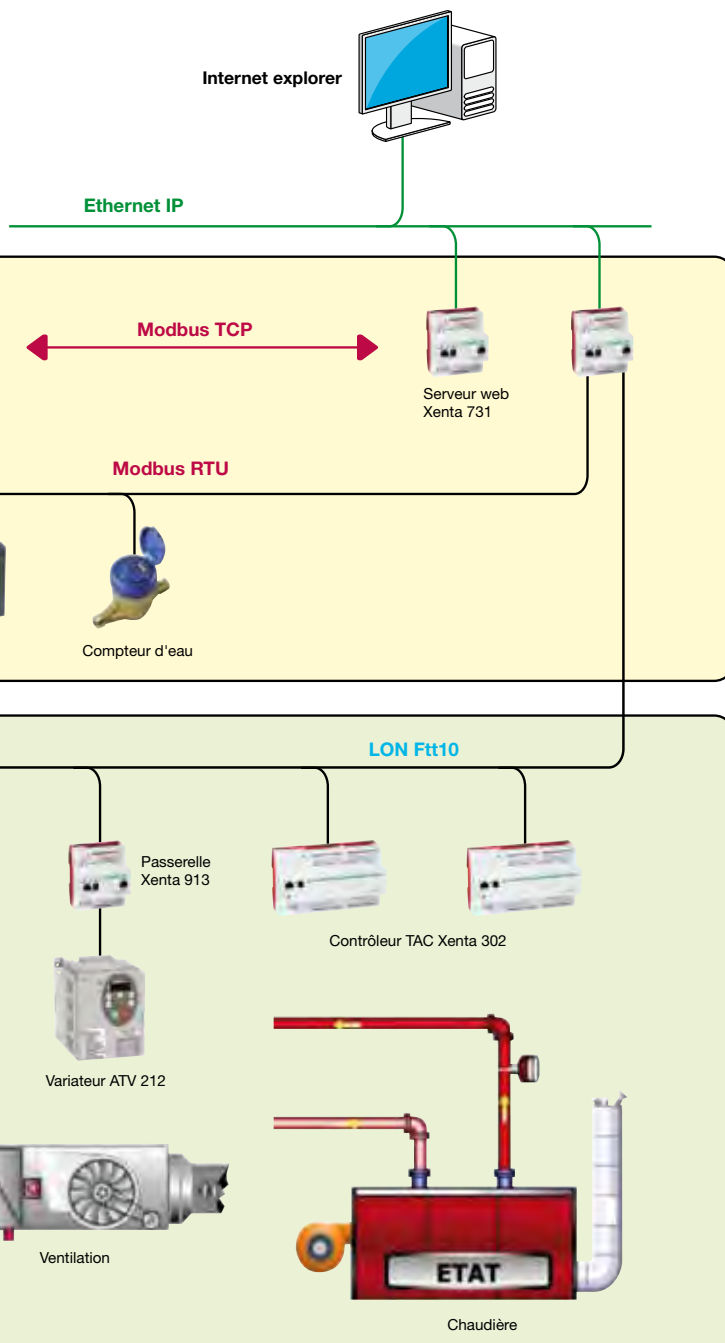 Internet explorer
Ethernet IP
Modbus TCP
Serveur web
Xenta 731
Modbus RTU
Compteur d'eau
LON Ftt10
Passerelle
Xenta 913
Contrôleur TAC Xenta 302
Variateur ATV 212
Ventilation
ETAT
Chaudière